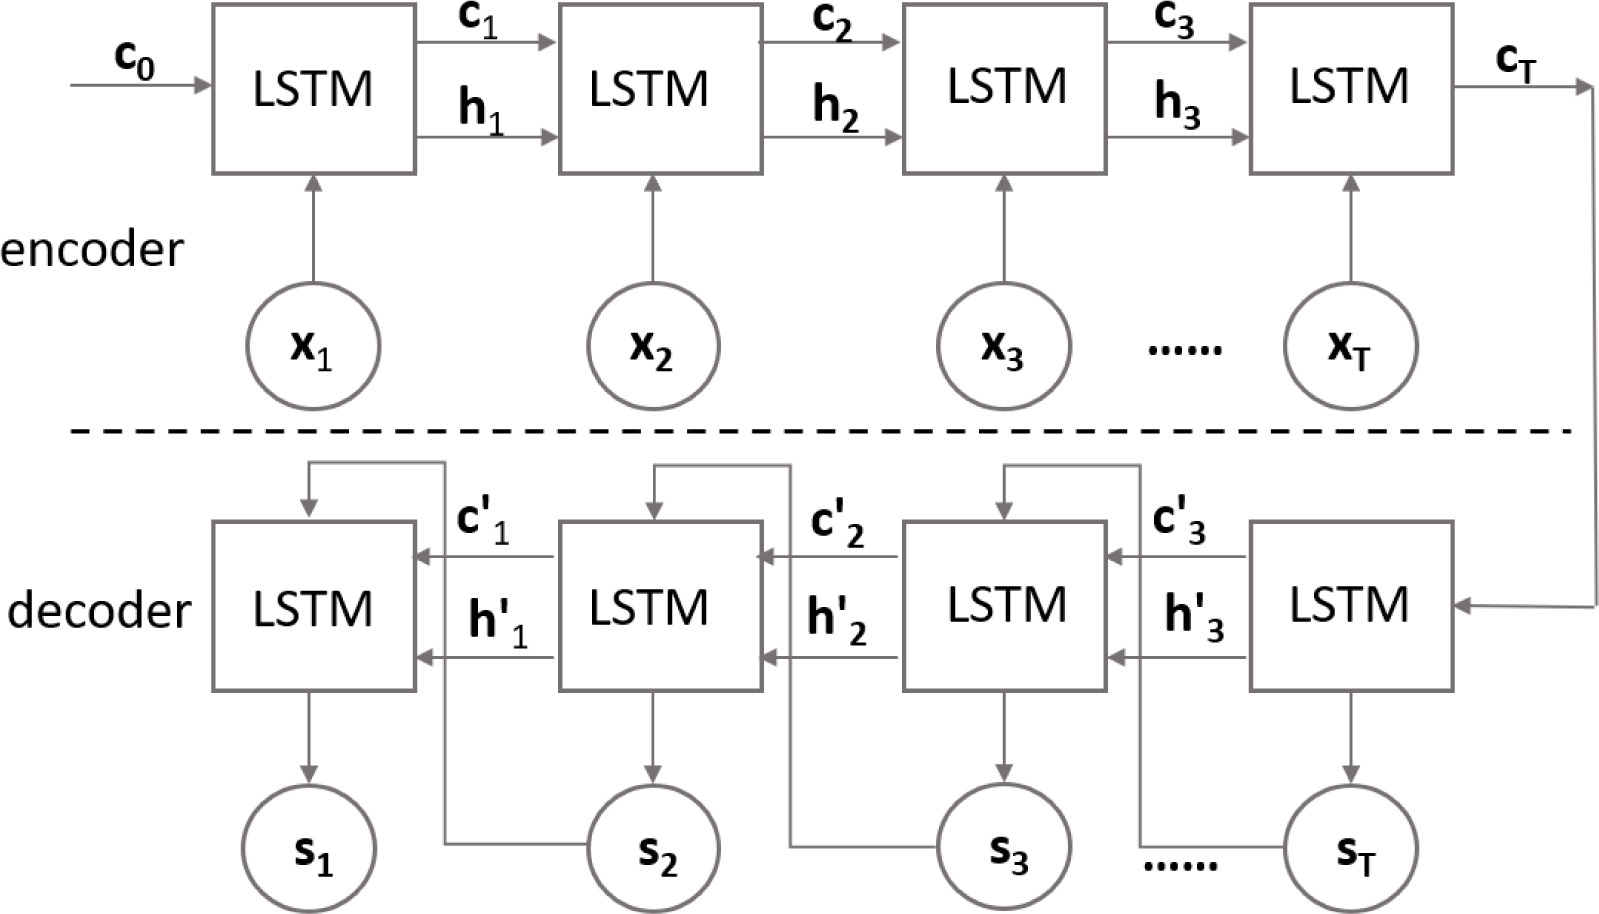 c0 LSTM c1 h1 LSTM c2 h2 LSTM c3 h3 LSTM cT
encoder
x1 x2 x3 ...... xT
decoder LSTM c'1 h'1 LSTM c'2 h'2 LSTM c'3 h'3 LSTM
s1 s2 s3 ...... sT